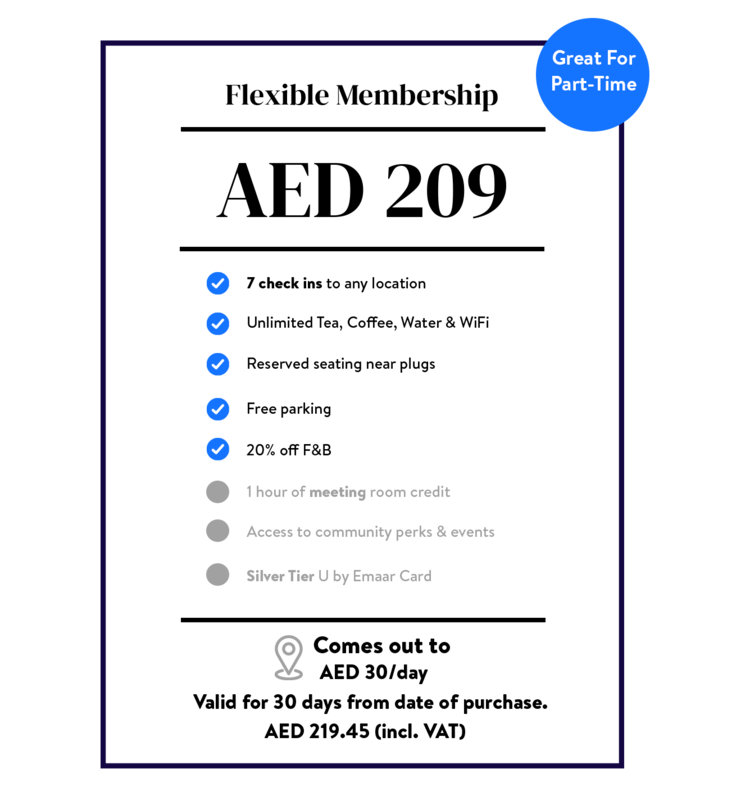 Great For
Part-Time
Flexible Membership
AED 209
7 check ins to any location
Unlimited Tea, Coffee, Water & WiFi
Reserved seating near plugs
Free parking
20% off F&B
1 hour of meeting room credit
Access to community perks & events
Silver Tier U by Emaar Card
Comes out to
AED 30/day
Valid for 30 days from date of purchase.
AED 219.45 (incl. VAT)